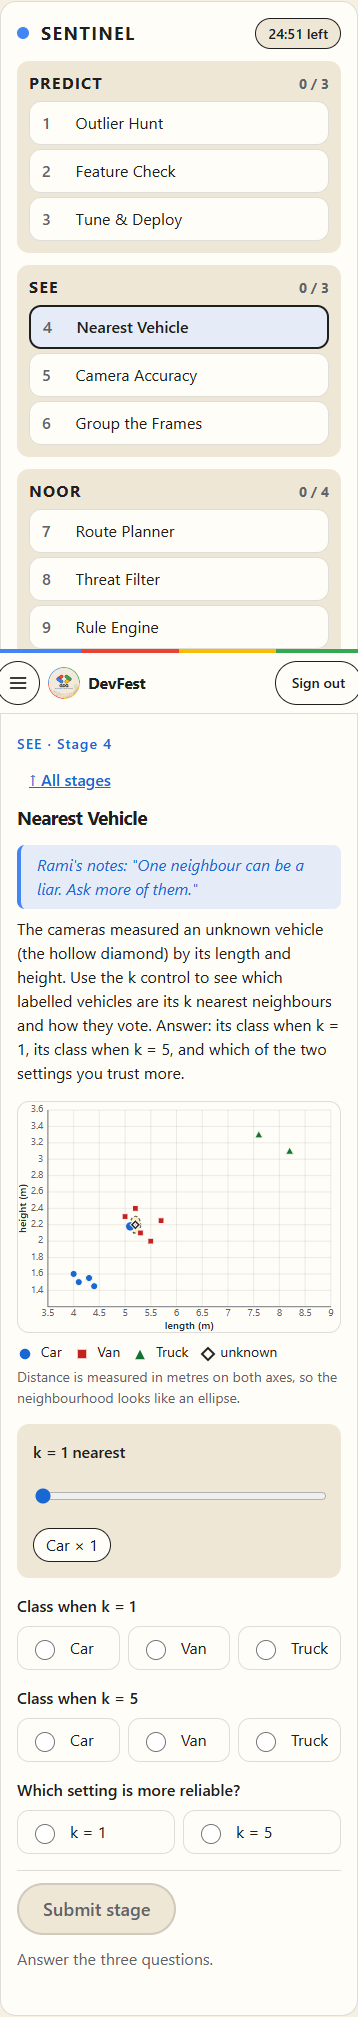 SENTINEL
24:51 left
PREDICT
0 / 3
1 Outlier Hunt
2 Feature Check
3 Tune & Deploy
SEE
0 / 3
4 Nearest Vehicle
5 Camera Accuracy
6 Group the Frames
NOOR
0 / 4
7 Route Planner
8 Threat Filter
9 Rule Engine
DevFest
Sign out
SEE · Stage 4
↑ All stages
Nearest Vehicle
Rami's notes: "One neighbour can be a
liar. Ask more of them."
The cameras measured an unknown vehicle
(the hollow diamond) by its length and
height. Use the k control to see which
labelled vehicles are its k nearest neighbours
and how they vote. Answer: its class when k =
1, its class when k = 5, and which of the two
settings you trust more.
3.6
3.4
3.2
3
2.8
2.6
2.4
2.2
2
1.8
1.6
1.4
height (m)
3.5 4 4.5 5 5.5 6 6.5 7 7.5 8 8.5 9
length (m)
Car Van Truck unknown
Distance is measured in metres on both axes, so the
neighbourhood looks like an ellipse.
k = 1 nearest
Car × 1
Class when k = 1
Car Van Truck
Class when k = 5
Car Van Truck
Which setting is more reliable?
k = 1 k = 5
Submit stage
Answer the three questions.